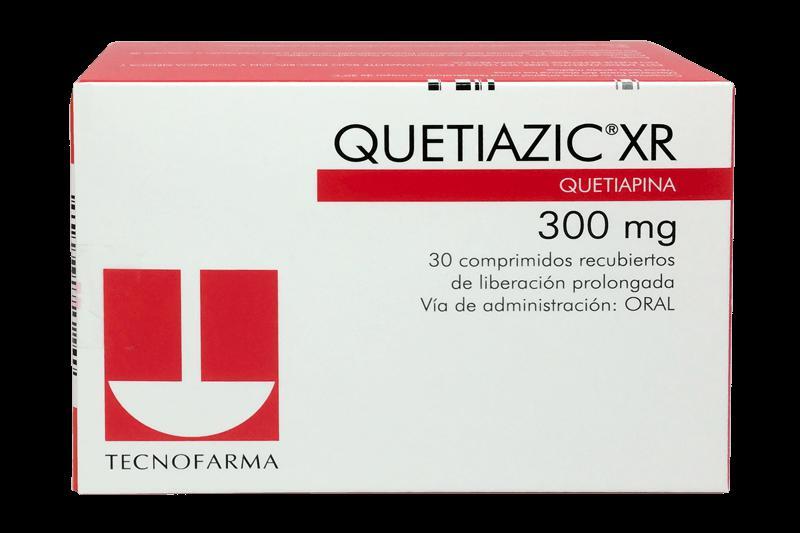 QUETIAZIC® XR
QUETIAPINA
300 mg
30 comprimidos recubiertos
de liberación prolongada
Vía de administración: ORAL
TECNOFARMA